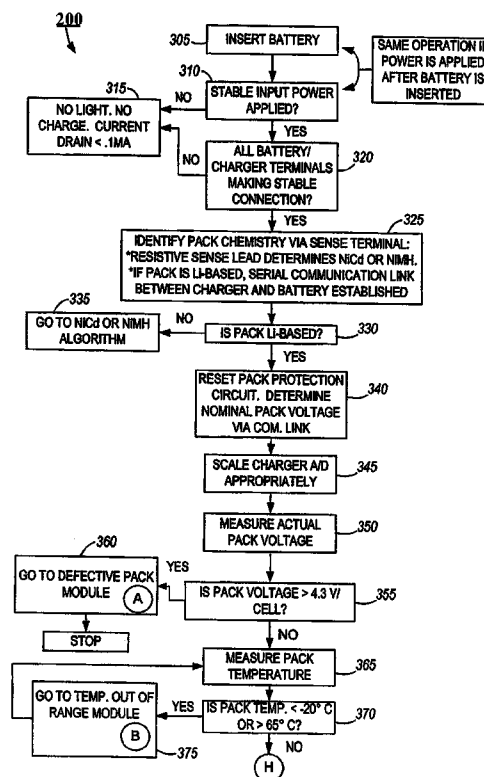 200
305
INSERT BATTERY
SAME OPERATION IF
POWER IS APPLIED
AFTER BATTERY IS
INSERTED
310
STABLE INPUT POWER
APPLIED?
315
NO
NO LIGHT. NO
CHARGE. CURRENT
DRAIN < .1MA
YES
NO
320
ALL BATTERY/
CHARGER TERMINALS
MAKING STABLE
CONNECTION?
YES
325
IDENTIFY PACK CHEMISTRY VIA SENSE TERMINAL:
*RESISTIVE SENSE LEAD DETERMINES NiCd OR NIMH.
*IF PACK IS LI-BASED, SERIAL COMMUNICATION LINK
BETWEEN CHARGER AND BATTERY ESTABLISHED
335
GO TO NICd OR NIMH
ALGORITHM
NO
IS PACK LI-BASED?
330
YES
RESET PACK PROTECTION
CIRCUIT. DETERMINE
NOMINAL PACK VOLTAGE
VIA COM. LINK
340
SCALE CHARGER A/D
APPROPRIATELY
345
MEASURE ACTUAL
PACK VOLTAGE
350
360
GO TO DEFECTIVE PACK
MODULE
A
YES
IS PACK VOLTAGE > 4.3 V/
CELL?
355
STOP
NO
MEASURE PACK
TEMPERATURE
365
GO TO TEMP. OUT OF
RANGE MODULE
B
375
YES
IS PACK TEMP. < -20° C
OR > 65° C?
370
NO
H